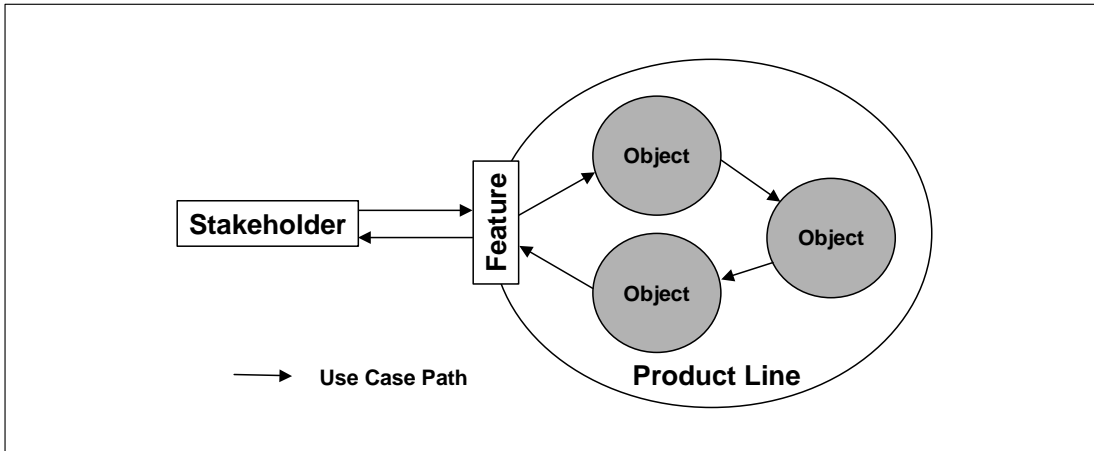 Object
Stakeholder
Feature
Object
Object
Use Case Path
Product Line